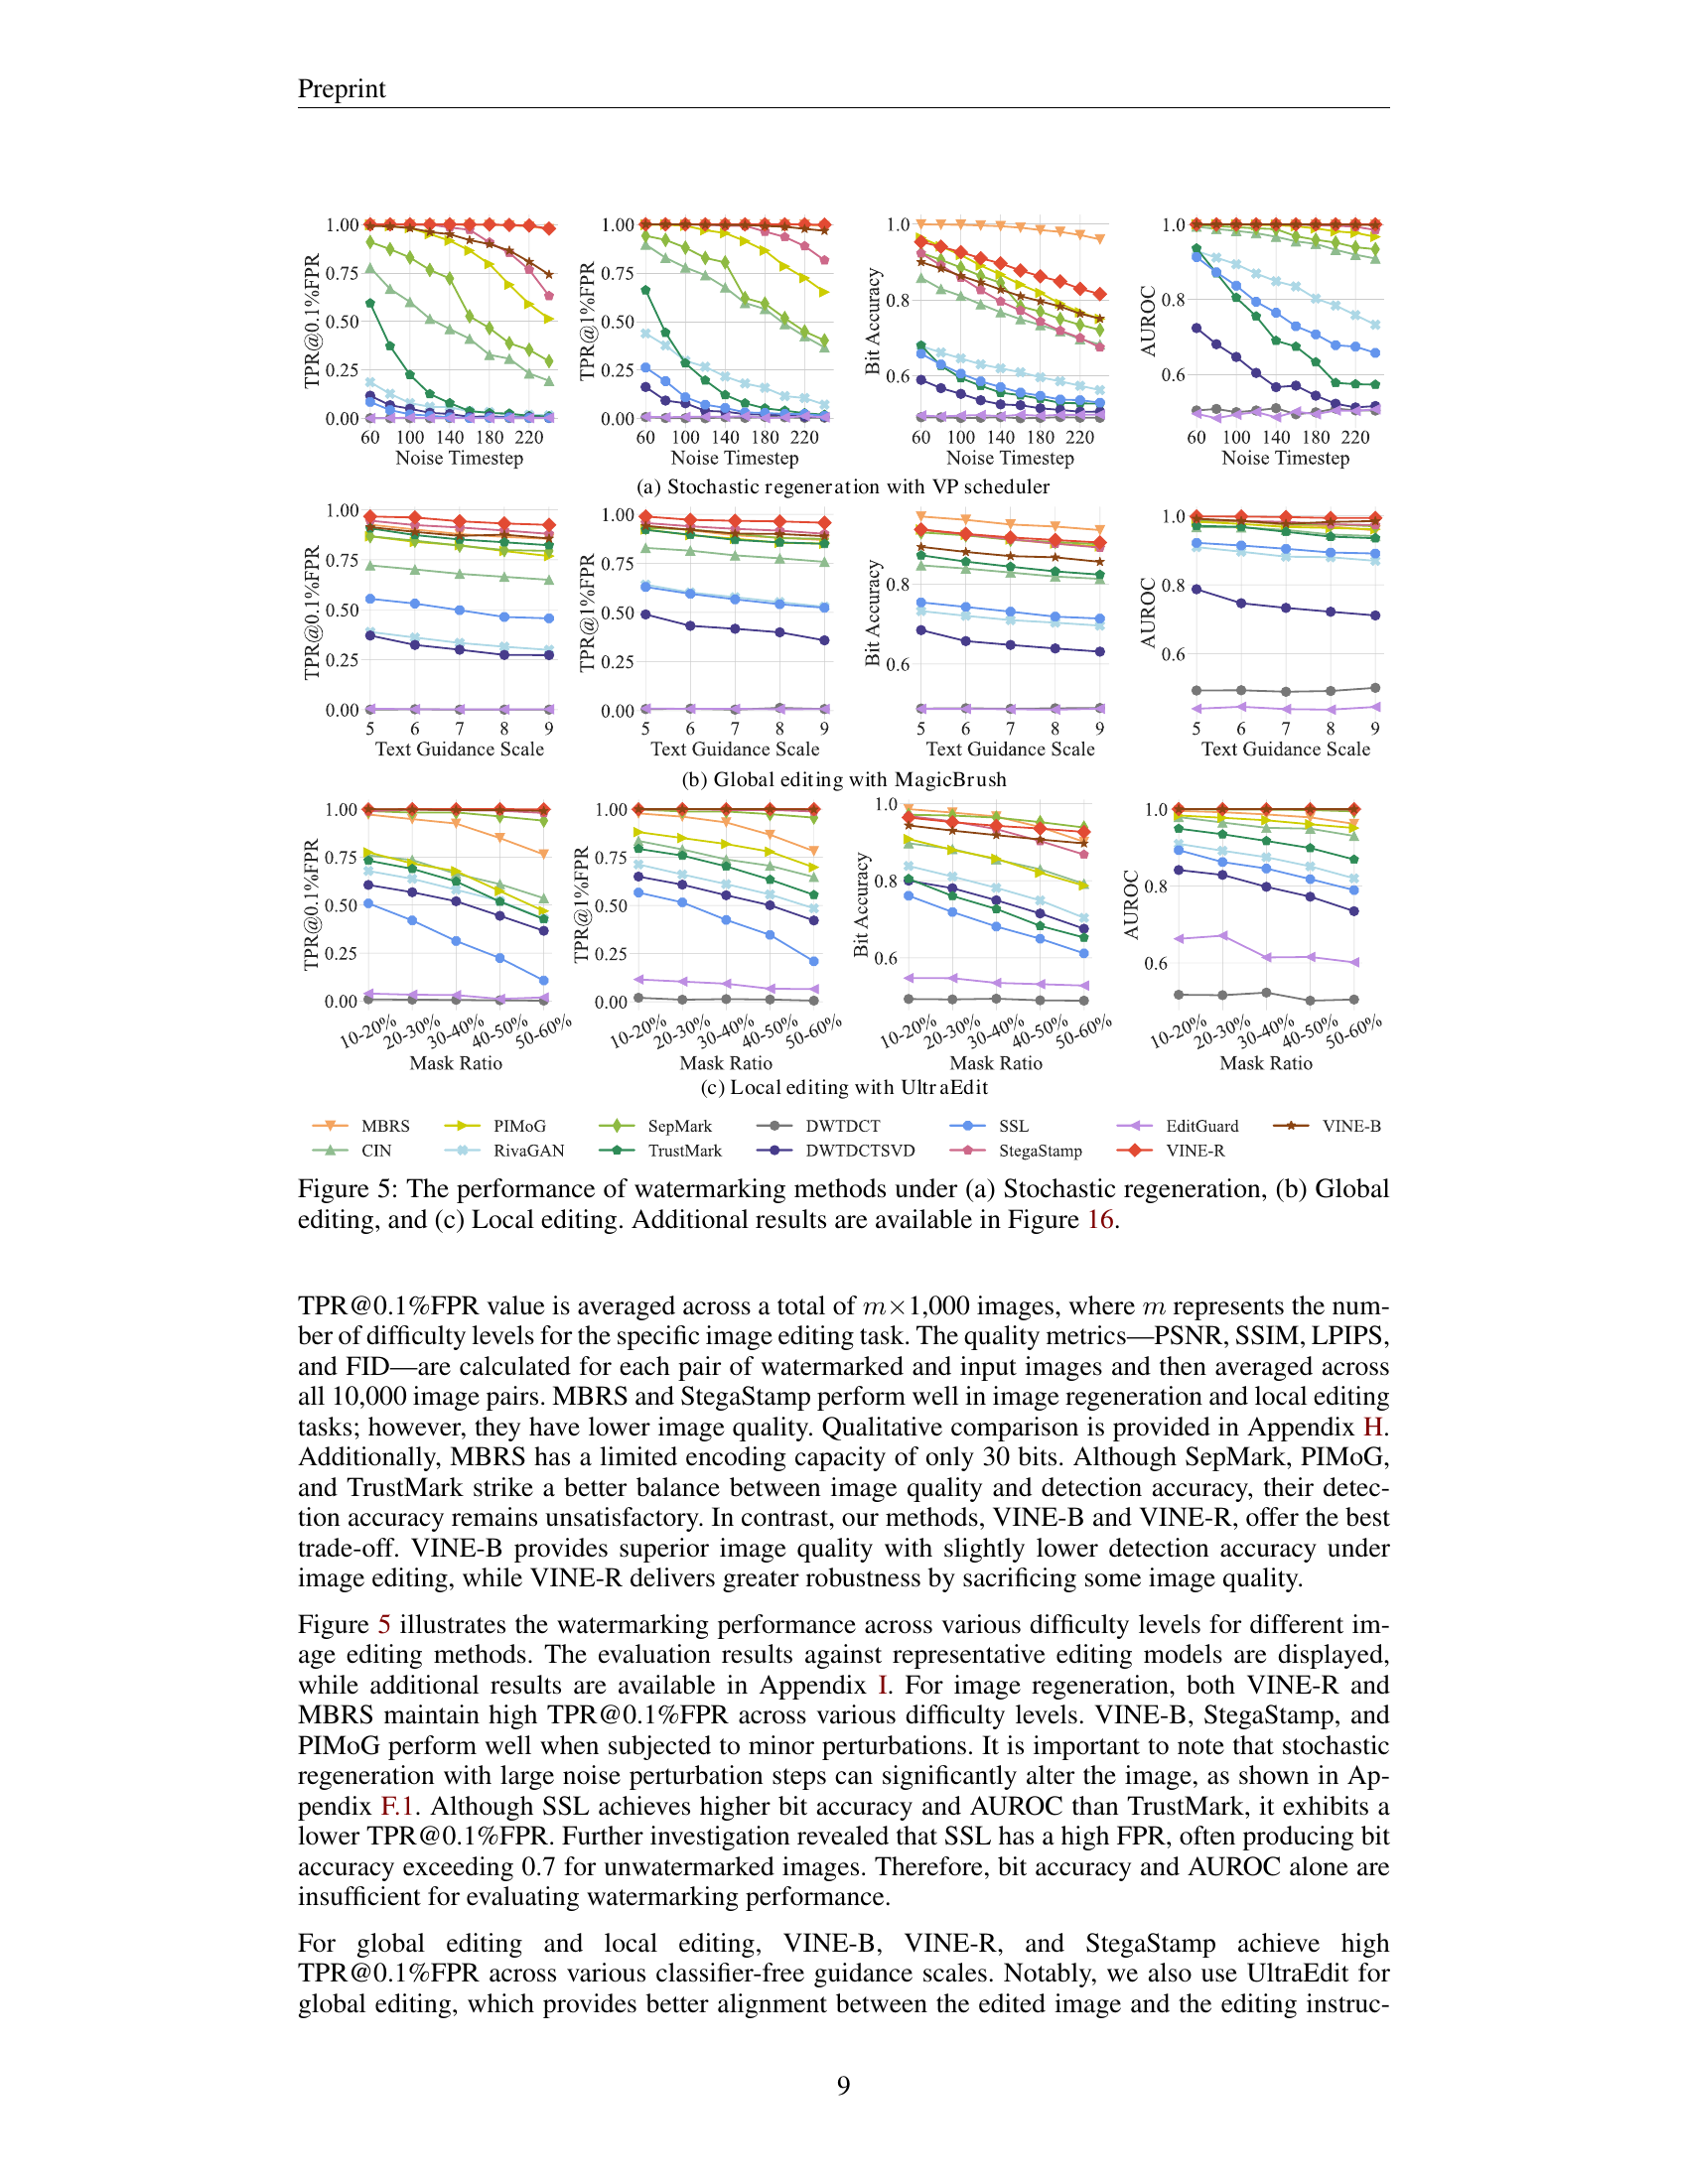 Preprint
1.00 0.75 0.50 0.25 0.00
TPR@0.1%FPR
60 100 140 180 220
Noise Timestep
1.00 0.75 0.50 0.25 0.00
TPR@1%FPR
60 100 140 180 220
Noise Timestep
1.0 0.8 0.6
Bit Accuracy
60 100 140 180 220
Noise Timestep
1.0 0.8 0.6
AUROC
60 100 140 180 220
Noise Timestep
(a) Stochastic regeneration with VP scheduler
1.00 0.75 0.50 0.25 0.00
TPR@0.1%FPR
5 6 7 8 9
Text Guidance Scale
1.00 0.75 0.50 0.25 0.00
TPR@1%FPR
5 6 7 8 9
Text Guidance Scale
0.8 0.6
Bit Accuracy
5 6 7 8 9
Text Guidance Scale
1.0 0.8 0.6
AUROC
5 6 7 8 9
Text Guidance Scale
(b) Global editing with MagicBrush
1.00 0.75 0.50 0.25 0.00
TPR@0.1%FPR
10-20% 20-30% 30-40% 40-50% 50-60%
Mask Ratio
1.00 0.75 0.50 0.25 0.00
TPR@1%FPR
10-20% 20-30% 30-40% 40-50% 50-60%
Mask Ratio
1.0 0.8 0.6
Bit Accuracy
10-20% 20-30% 30-40% 40-50% 50-60%
Mask Ratio
1.0 0.8 0.6
AUROC
10-20% 20-30% 30-40% 40-50% 50-60%
Mask Ratio
(c) Local editing with UltraEdit
MBRS PIMoG SepMark DWTDCT SSL EditGuard VINE-B
CIN RivaGAN TrustMark DWTDCTSVD StegaStamp VINE-R
Figure 5: The performance of watermarking methods under (a) Stochastic regeneration, (b) Global
editing, and (c) Local editing. Additional results are available in Figure 16.
TPR@0.1%FPR value is averaged across a total of m×1,000 images, where m represents the num-
ber of difficulty levels for the specific image editing task. The quality metrics—PSNR, SSIM, LPIPS,
and FID—are calculated for each pair of watermarked and input images and then averaged across
all 10,000 image pairs. MBRS and StegaStamp perform well in image regeneration and local editing
tasks; however, they have lower image quality. Qualitative comparison is provided in Appendix H.
Additionally, MBRS has a limited encoding capacity of only 30 bits. Although SepMark, PIMoG,
and TrustMark strike a better balance between image quality and detection accuracy, their detec-
tion accuracy remains unsatisfactory. In contrast, our methods, VINE-B and VINE-R, offer the best
trade-off. VINE-B provides superior image quality with slightly lower detection accuracy under
image editing, while VINE-R delivers greater robustness by sacrificing some image quality.
Figure 5 illustrates the watermarking performance across various difficulty levels for different im-
age editing methods. The evaluation results against representative editing models are displayed,
while additional results are available in Appendix I. For image regeneration, both VINE-R and
MBRS maintain high TPR@0.1%FPR across various difficulty levels. VINE-B, StegaStamp, and
PIMoG perform well when subjected to minor perturbations. It is important to note that stochastic
regeneration with large noise perturbation steps can significantly alter the image, as shown in Ap-
pendix F.1. Although SSL achieves higher bit accuracy and AUROC than TrustMark, it exhibits a
lower TPR@0.1%FPR. Further investigation revealed that SSL has a high FPR, often producing bit
accuracy exceeding 0.7 for unwatermarked images. Therefore, bit accuracy and AUROC alone are
insufficient for evaluating watermarking performance.
For global editing and local editing, VINE-B, VINE-R, and StegaStamp achieve high
TPR@0.1%FPR across various classifier-free guidance scales. Notably, we also use UltraEdit for
global editing, which provides better alignment between the edited image and the editing instruc-
9